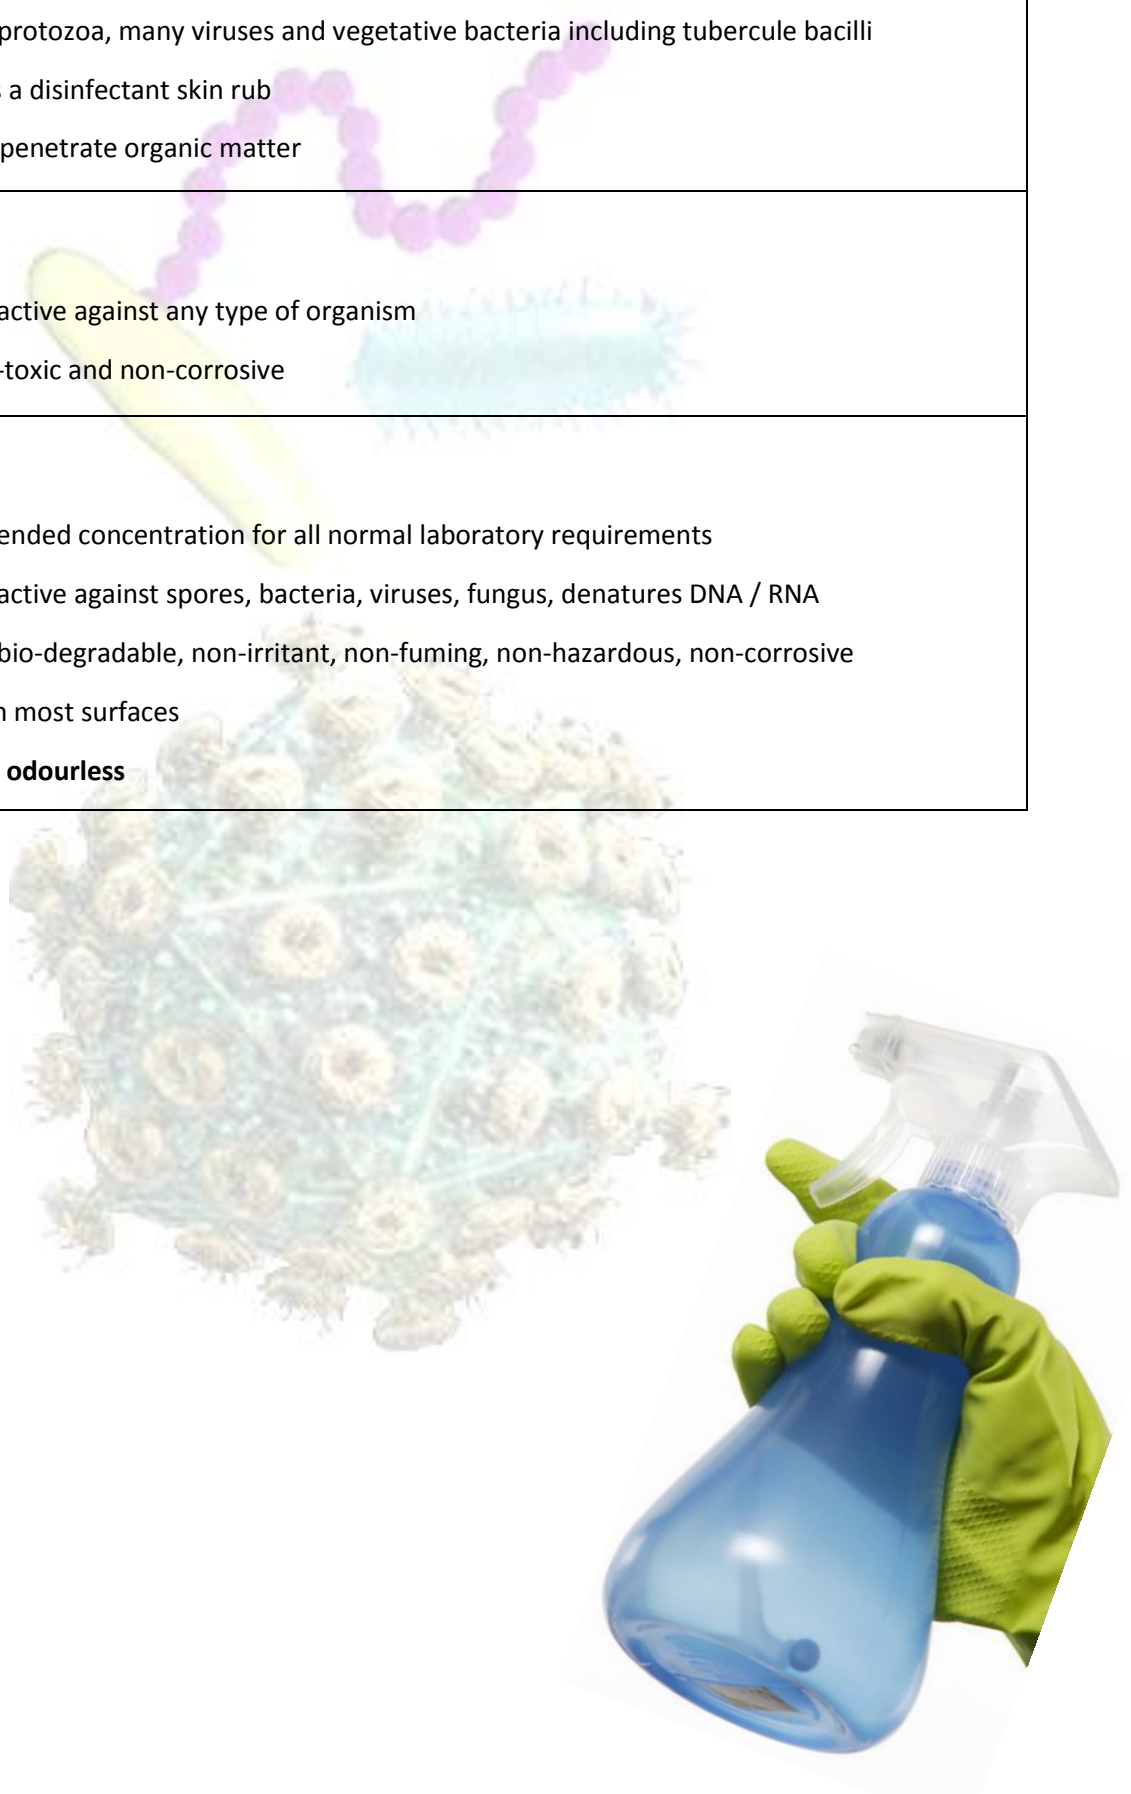 protozoa, many viruses and vegetative bacteria including tubercule bacilli
a disinfectant skin rub
penetrate organic matter
active against any type of organism
-toxic and non-corrosive
ended concentration for all normal laboratory requirements
active against spores, bacteria, viruses, fungus, denatures DNA / RNA
bio-degradable, non-irritant, non-fuming, non-hazardous, non-corrosive
most surfaces
odourless